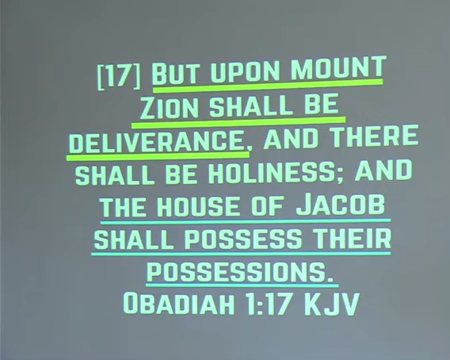 [17] But upon mount
Zion shall be
deliverance, and there
shall be holiness; and
the house of Jacob
shall possess their
possessions.
Obadiah 1:17 KJV